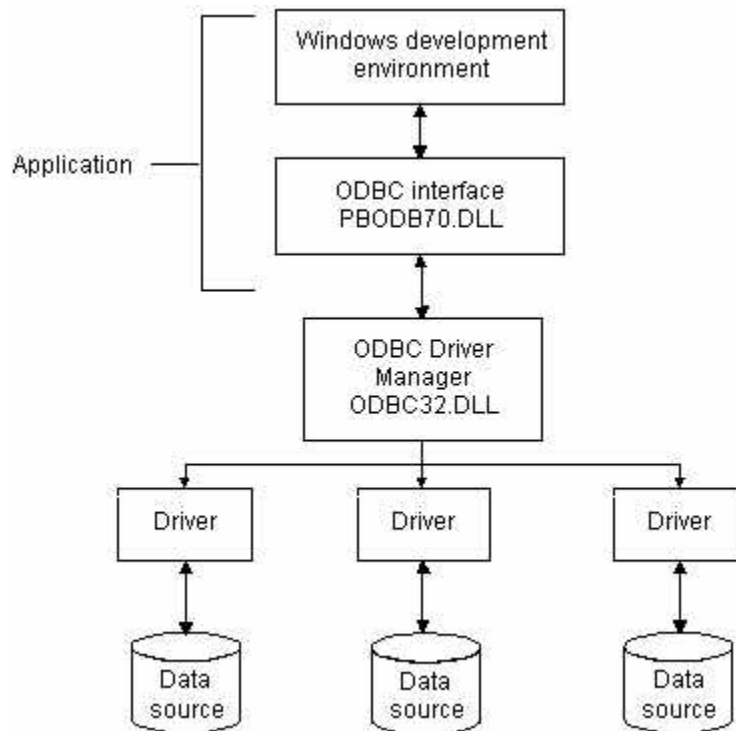 Windows development
environment
Application
ODBC interface
PBODB70.DLL
ODBC Driver
Manager
ODBC32.DLL
Driver
Driver
Driver
Data
source
Data
source
Data
source